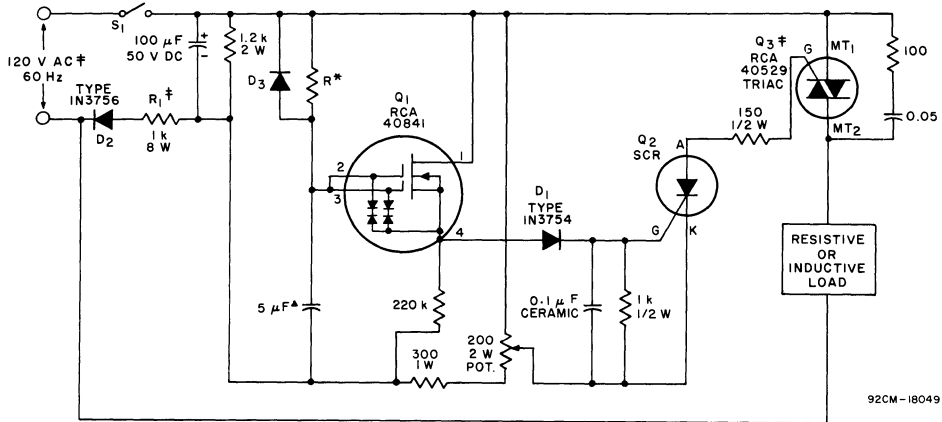 S1
120 V AC‡
60 Hz
TYPE
IN3756
D2
R1‡
1 k
8 W
100 µF
50 V DC
+
–
1.2 k
2 W
D3
R*
Q1
RCA
40841
1
2
3
4
5 µF▲
220 k
300
1 W
200
2 W
POT.
D1
TYPE
IN3754
0.1 µF
CERAMIC
1 k
1/2 W
Q2
SCR
A
G
K
150
1/2 W
Q3‡
RCA
40529
TRIAC
G
MT1
MT2
100
0.05
RESISTIVE
OR
INDUCTIVE
LOAD
92CM-18049